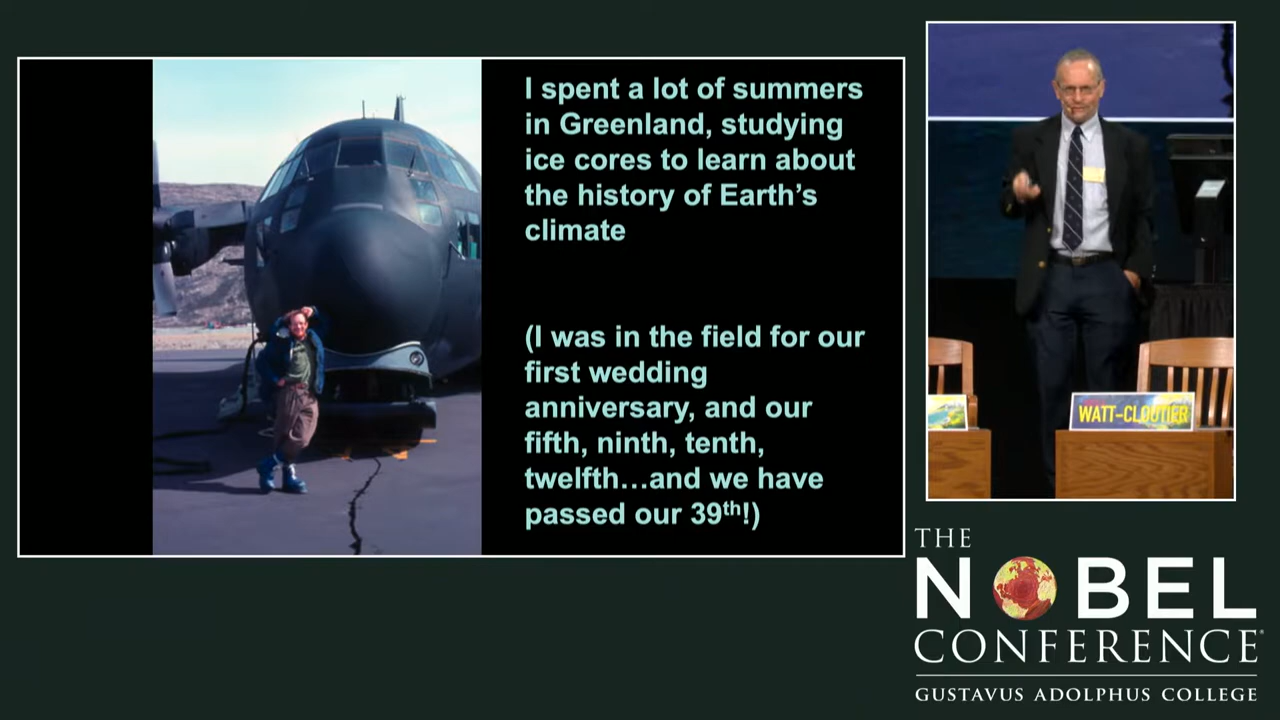 I spent a lot of summers
in Greenland, studying
ice cores to learn about
the history of Earth’s
climate
(I was in the field for our
first wedding
anniversary, and our
fifth, ninth, tenth,
twelfth…and we have
passed our 39th!)
WATT-CLOUTIER
THE
NOBEL
CONFERENCE®
GUSTAVUS ADOLPHUS COLLEGE